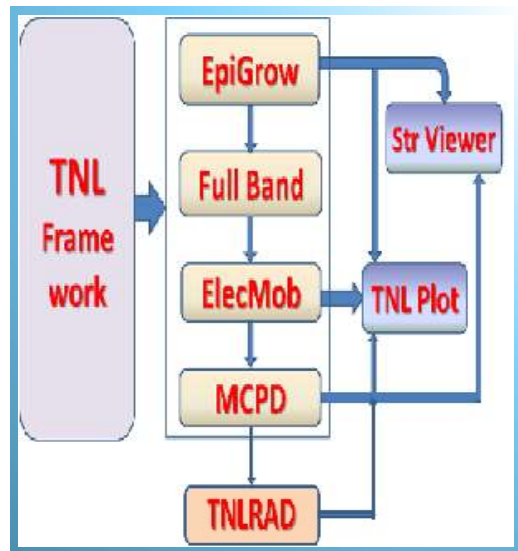 TNL
Frame
work
EpiGrow
Full Band
ElecMob
MCPD
TNLRAD
Str Viewer
TNL Plot